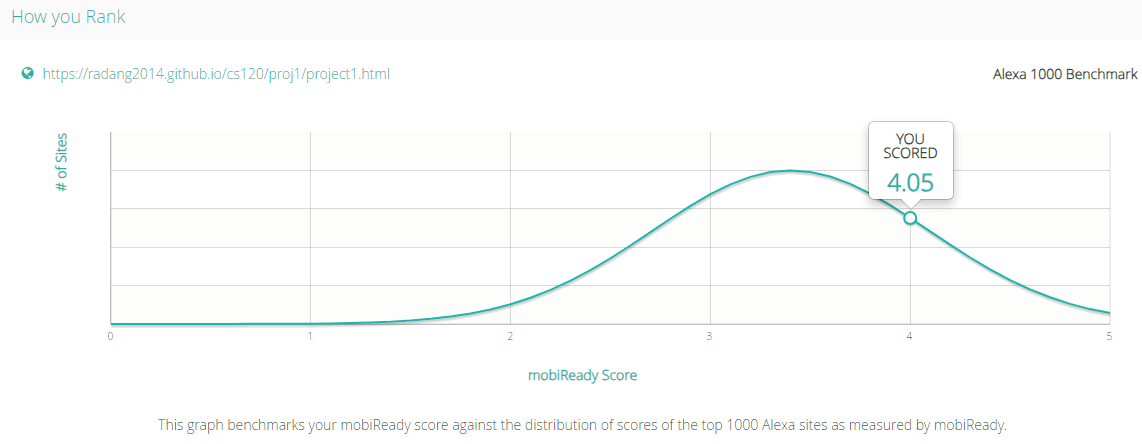 How you Rank
https://radang2014.github.io/cs120/proj1/project1.html
Alexa 1000 Benchmark
# of Sites
YOU
SCORED
4.05
0 1 2 3 4 5
mobiReady Score
This graph benchmarks your mobiReady score against the distribution of scores of the top 1000 Alexa sites as measured by mobiReady.